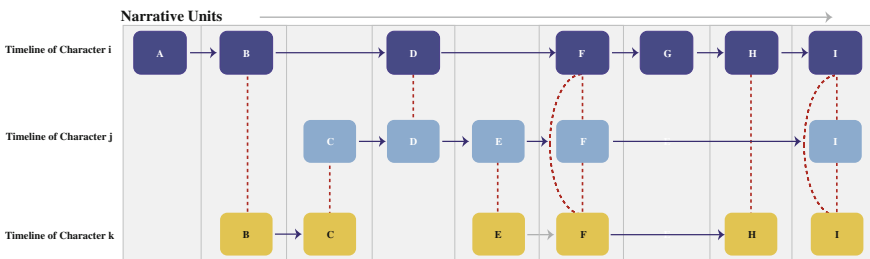 Narrative Units
Timeline of Character i
A B D F G H I
Timeline of Character j
C D E F I
Timeline of Character k
B C E F H I